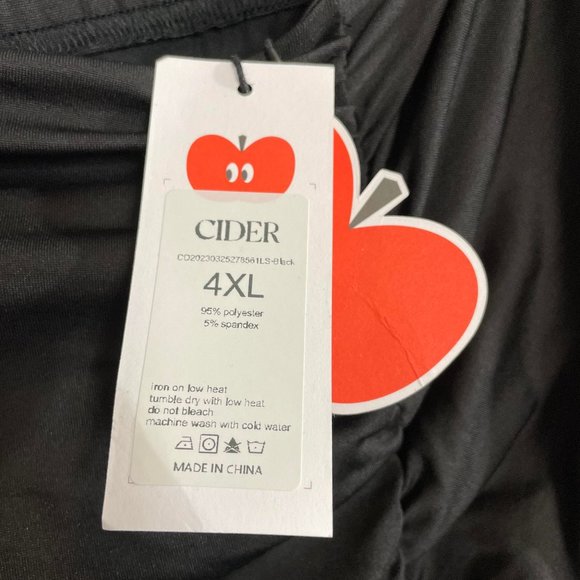 CIDER
CD20230325278561LS-Black
4XL
95% polyester
5% spandex
iron on low heat
tumble dry with low heat
do not bleach
machine wash with cold water
MADE IN CHINA